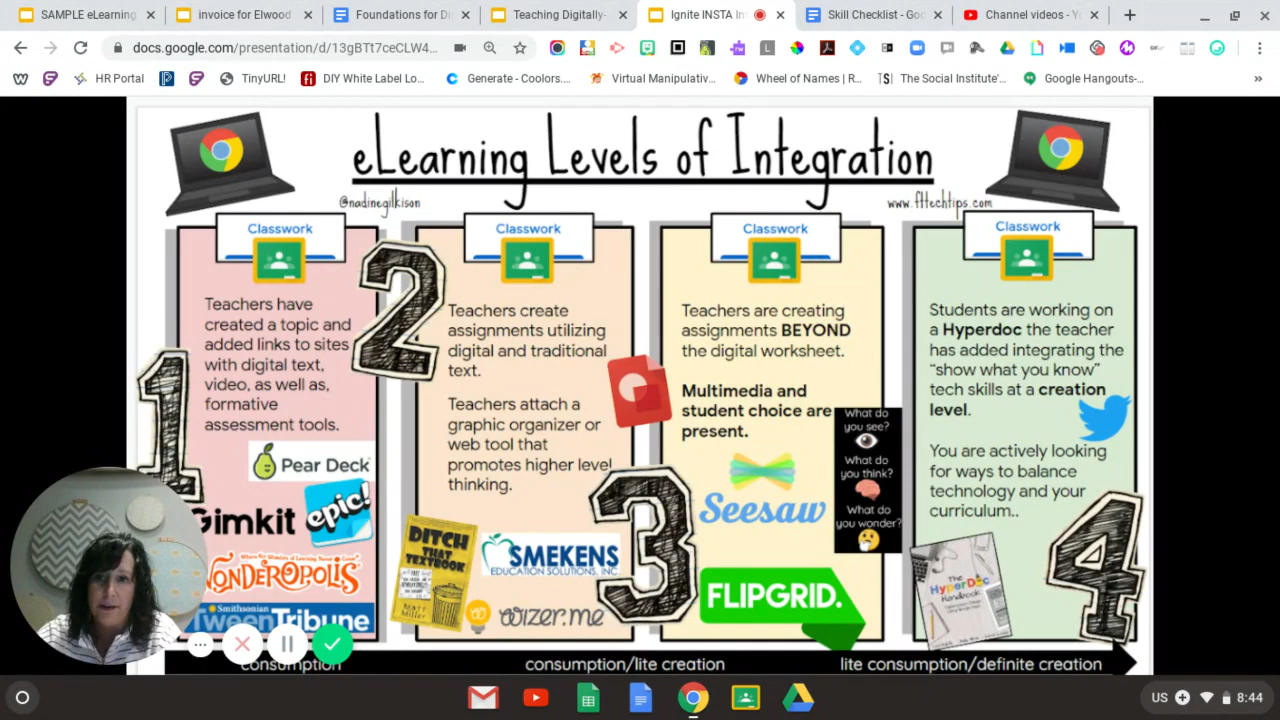 SAMPLE eLearning
invoice for Elwood
Foundations for Di
Teaching Digitally-
Ignite INSTA In
Skill Checklist - Goo
Channel videos - Y
docs.google.com/presentation/d/13gBTt7ceCLW4...
HR Portal
TinyURL!
DIY White Label Lo...
Generate - Coolors....
Virtual Manipulativ...
Wheel of Names | R...
The Social Institute'...
Google Hangouts-...
»
eLearning Levels of Integration
@nadinegilkison
www.fttechtips.com
Classwork
Teachers have
created a topic and
added links to sites
with digital text,
video, as well as,
formative
assessment tools.
Pear Deck
Gimkit
epic!
WONDEROPOLIS
Smithsonian
TweenTribune
1
consumption
Classwork
2
Teachers create
assignments utilizing
digital and traditional
text.
Teachers attach a
graphic organizer or
web tool that
promotes higher level
thinking.
DITCH
THAT
TEXTBOOK
MATT
MILLER
SMEKENS
EDUCATION SOLUTIONS, INC.
wizer.me
consumption/lite creation
Classwork
3
Teachers are creating
assignments BEYOND
the digital worksheet.
Multimedia and
student choice are
present.
Seesaw
What do
you see?
What do
you think?
What do
you wonder?
FLIPGRID.
Classwork
4
Students are working on
a Hyperdoc the teacher
has added integrating the
“show what you know”
tech skills at a creation
level.
You are actively looking
for ways to balance
technology and your
curriculum..
The
HyperDoc
Handbook
lite consumption/definite creation
US
8:44